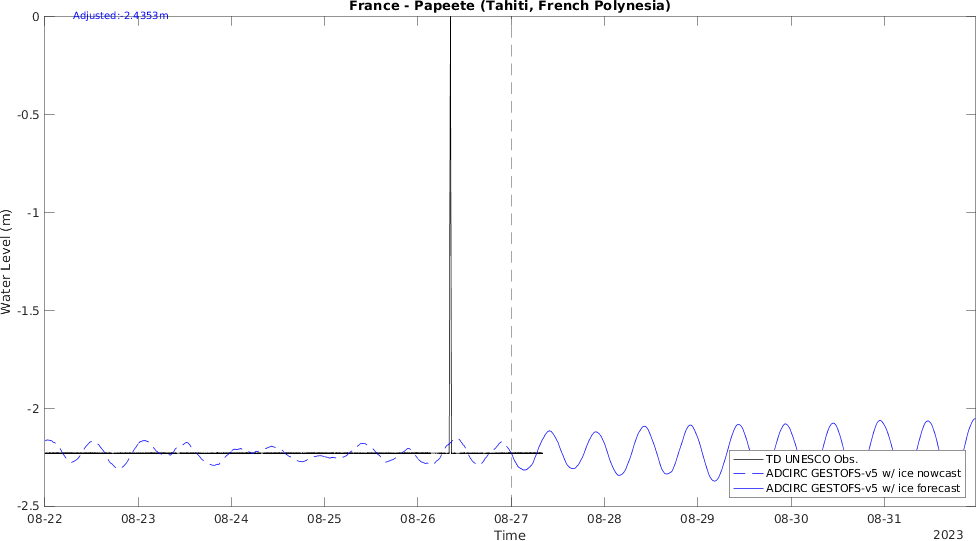 France - Papeete (Tahiti, French Polynesia)
Adjusted:-2.4353m
0
-0.5
-1
-1.5
-2
-2.5
Water Level (m)
TD UNESCO Obs.
ADCIRC GESTOFS-v5 w/ ice nowcast
ADCIRC GESTOFS-v5 w/ ice forecast
08-22 08-23 08-24 08-25 08-26 08-27 08-28 08-29 08-30 08-31
Time
2023